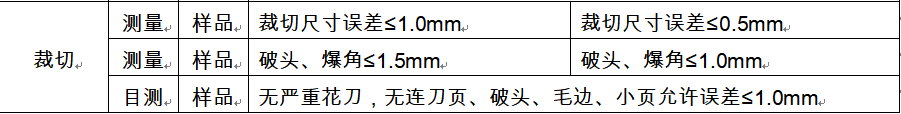 裁切 测量 样品 裁切尺寸误差≤1.0mm 裁切尺寸误差≤0.5mm
测量 样品 破头、爆角≤1.5mm 破头、爆角≤1.0mm
目测 样品 无严重花刀，无连刀页、破头、毛边、小页允许误差≤1.0mm